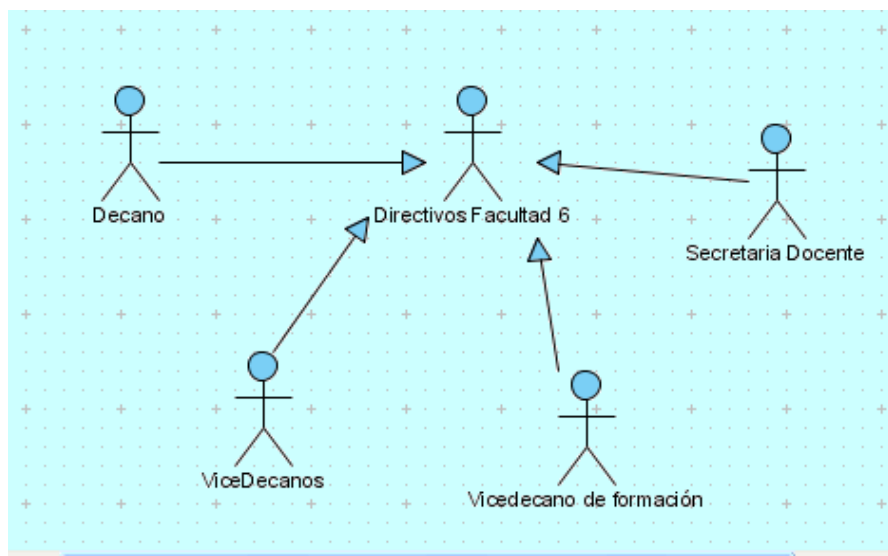 Decano
Directivos Facultad 6
Secretaria Docente
ViceDecanos
Vicedecano de formación